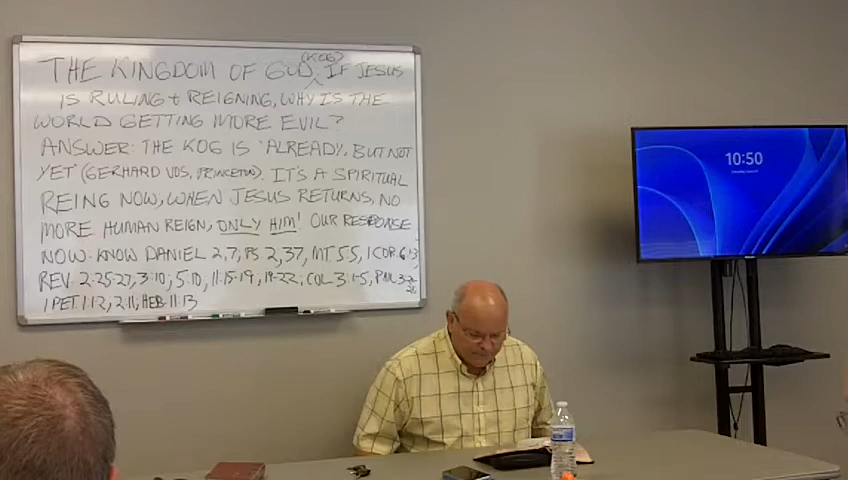 (KOG)
THE KINGDOM OF GOD: IF JESUS
IS RULING + REIGNING, WHY IS THE
WORLD GETTING MORE EVIL?
ANSWER: THE KOG IS "ALREADY, BUT NOT
YET" (GERHARD VOS, PRINCETON). IT'S A SPIRITUAL
REING NOW, WHEN JESUS RETURNS, NO
MORE HUMAN REIGN, ONLY HIM! OUR RESPONSE
NOW: KNOW DANIEL 2,7, PS. 2,37, MT. 5:5, 1 COR. 6:
REV. 2:25-27, 3:10; 5:10, 11:15-19, 19-22; COL 3:1-5, PHIL 3:
1 PET 1:1-2, 2:11, HEB. 11:13
10:50